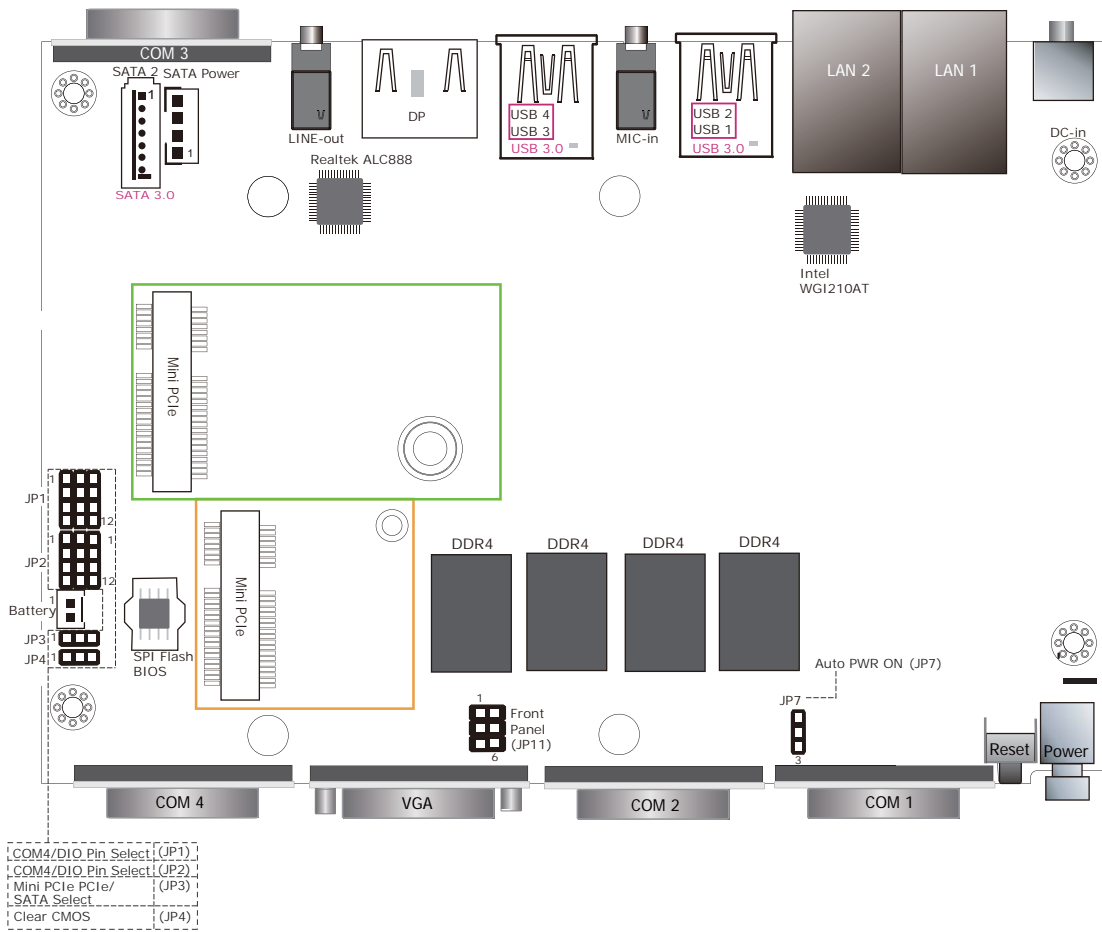 COM 3
SATA 2 SATA Power
1
1
SATA 3.0
LINE-out
DP
USB 4
USB 3
USB 3.0
MIC-in
USB 2
USB 1
USB 3.0
LAN 2
LAN 1
DC-in
Realtek ALC888
Intel
WGI210AT
Mini PCIe
Mini PCIe
1
JP1
12
1
1
JP2
12
Battery
1
JP3
1
JP4
1
SPI Flash
BIOS
DDR4
DDR4
DDR4
DDR4
Auto PWR ON (JP7)
JP7
3
1
Front
Panel
(JP11)
6
Reset
Power
COM 4
VGA
COM 2
COM 1
COM4/DIO Pin Select (JP1)
COM4/DIO Pin Select (JP2)
Mini PCIe PCIe/ (JP3)
SATA Select
Clear CMOS (JP4)